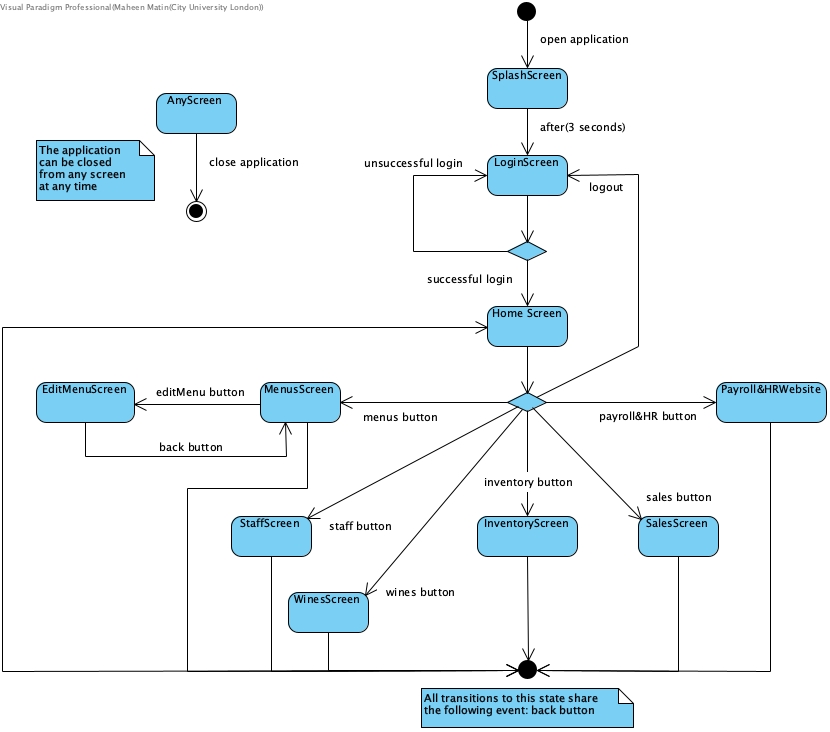 Visual Paradigm Professional(Maheen Matin(City University London))
open application
SplashScreen
AnyScreen
after(3 seconds)
The application
can be closed
from any screen
at any time
close application
unsuccessful login
LoginScreen
logout
successful login
Home Screen
EditMenuScreen
editMenu button
MenusScreen
menus button
payroll&HR button
Payroll&HRWebsite
back button
inventory button
sales button
StaffScreen
staff button
InventoryScreen
SalesScreen
WinesScreen
wines button
All transitions to this state share
the following event: back button